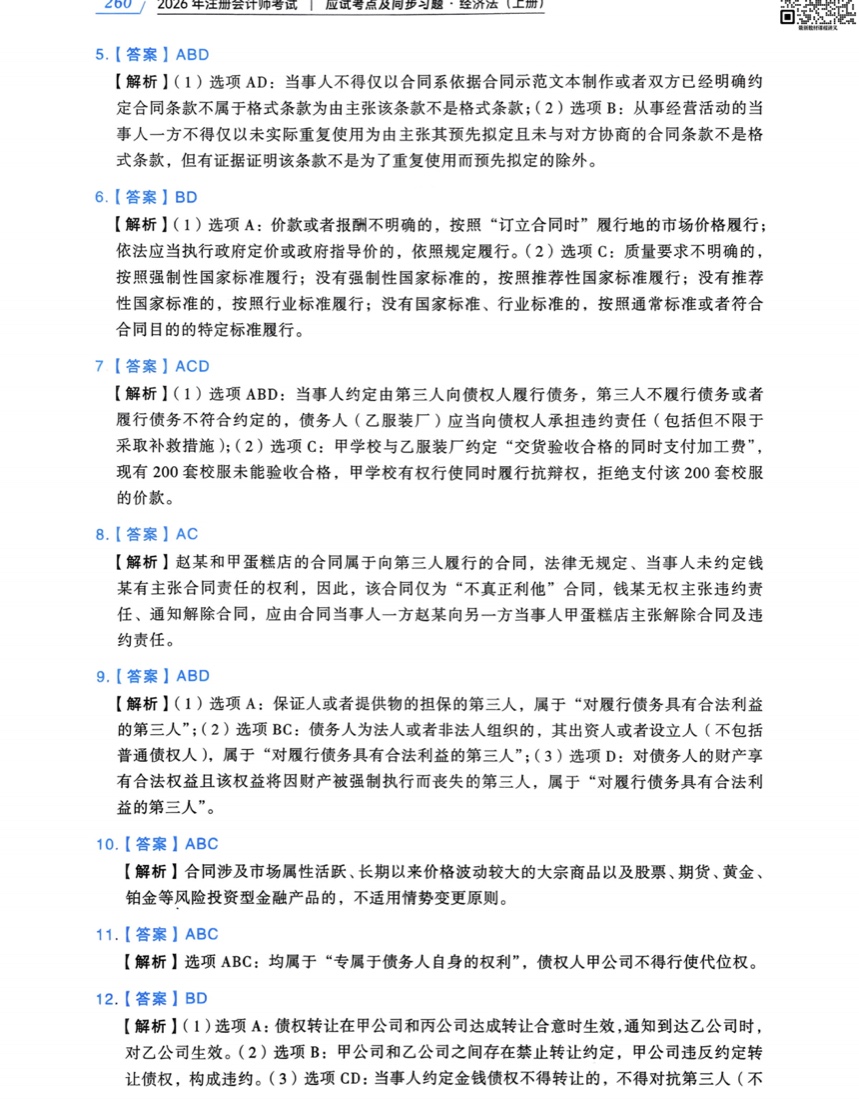 260 2026年注册会计师考试 | 应试考点及同步习题·经济法（上册）
5.【答案】ABD
【解析】（1）选项 AD：当事人不得仅以合同系依据合同示范文本制作或者双方已经明确约
定合同条款不属于格式条款为由主张该条款不是格式条款；（2）选项 B：从事经营活动的当
事人一方不得仅以未实际重复使用为由主张其预先拟定且未与对方协商的合同条款不是格
式条款，但有证据证明该条款不是为了重复使用而预先拟定的除外。
6.【答案】BD
【解析】（1）选项 A：价款或者报酬不明确的，按照“订立合同时”履行地的市场价格履行；
依法应当执行政府定价或政府指导价的，依照规定履行。（2）选项 C：质量要求不明确的，
按照强制性国家标准履行；没有强制性国家标准的，按照推荐性国家标准履行；没有推荐
性国家标准的，按照行业标准履行；没有国家标准、行业标准的，按照通常标准或者符合
合同目的的特定标准履行。
7 【答案】ACD
【解析】（1）选项 ABD：当事人约定由第三人向债权人履行债务，第三人不履行债务或者
履行债务不符合约定的，债务人（乙服装厂）应当向债权人承担违约责任（包括但不限于
采取补救措施）；（2）选项 C：甲学校与乙服装厂约定“交货验收合格的同时支付加工费”，
现有 200 套校服未能验收合格，甲学校有权行使同时履行抗辩权，拒绝支付该 200 套校服
的价款。
8.【答案】AC
【解析】赵某和甲蛋糕店的合同属于向第三人履行的合同，法律无规定、当事人未约定钱
某有主张合同责任的权利，因此，该合同仅为“不真正利他”合同，钱某无权主张违约责
任、通知解除合同，应由合同当事人一方赵某向另一方当事人甲蛋糕店主张解除合同及违
约责任。
9.【答案】ABD
【解析】（1）选项 A：保证人或者提供物的担保的第三人，属于“对履行债务具有合法利益
的第三人”；（2）选项 BC：债务人为法人或者非法人组织的，其出资人或者设立人（不包括
普通债权人），属于“对履行债务具有合法利益的第三人”；（3）选项 D：对债务人的财产享
有合法权益且该权益将因财产被强制执行而丧失的第三人，属于“对履行债务具有合法利
益的第三人”。
10.【答案】ABC
【解析】合同涉及市场属性活跃、长期以来价格波动较大的大宗商品以及股票、期货、黄金、
铂金等风险投资型金融产品的，不适用情势变更原则。
11.【答案】ABC
【解析】选项 ABC：均属于“专属于债务人自身的权利”，债权人甲公司不得行使代位权。
12.【答案】BD
【解析】（1）选项 A：债权转让在甲公司和丙公司达成转让合意时生效，通知到达乙公司时，
对乙公司生效。（2）选项 B：甲公司和乙公司之间存在禁止转让约定，甲公司违反约定转
让债权，构成违约。（3）选项 CD：当事人约定金钱债权不得转让的，不得对抗第三人（不